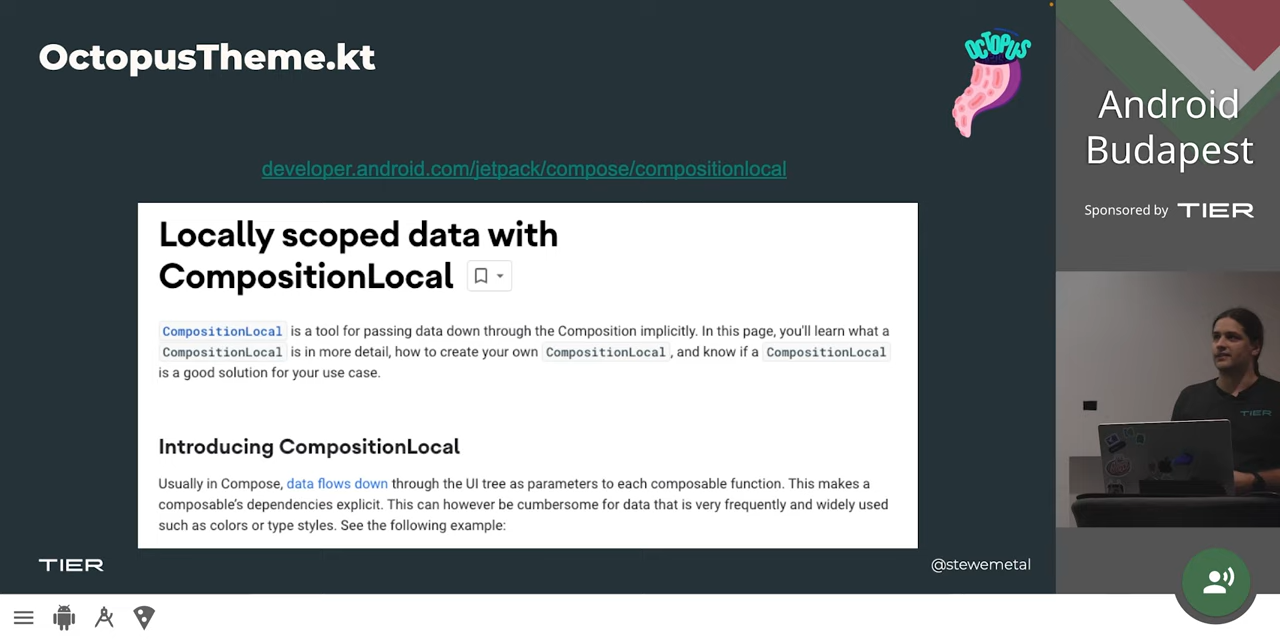 OctopusTheme.kt
OCTOPUS
developer.android.com/jetpack/compose/compositionlocal
Locally scoped data with
CompositionLocal
CompositionLocal is a tool for passing data down through the Composition implicitly. In this page, you'll learn what a
CompositionLocal is in more detail, how to create your own CompositionLocal, and know if a CompositionLocal
is a good solution for your use case.
Introducing CompositionLocal
Usually in Compose, data flows down through the UI tree as parameters to each composable function. This makes a
composable's dependencies explicit. This can however be cumbersome for data that is very frequently and widely used
such as colors or type styles. See the following example:
TIER
@stewemetal
Android
Budapest
Sponsored by TIER
TIER